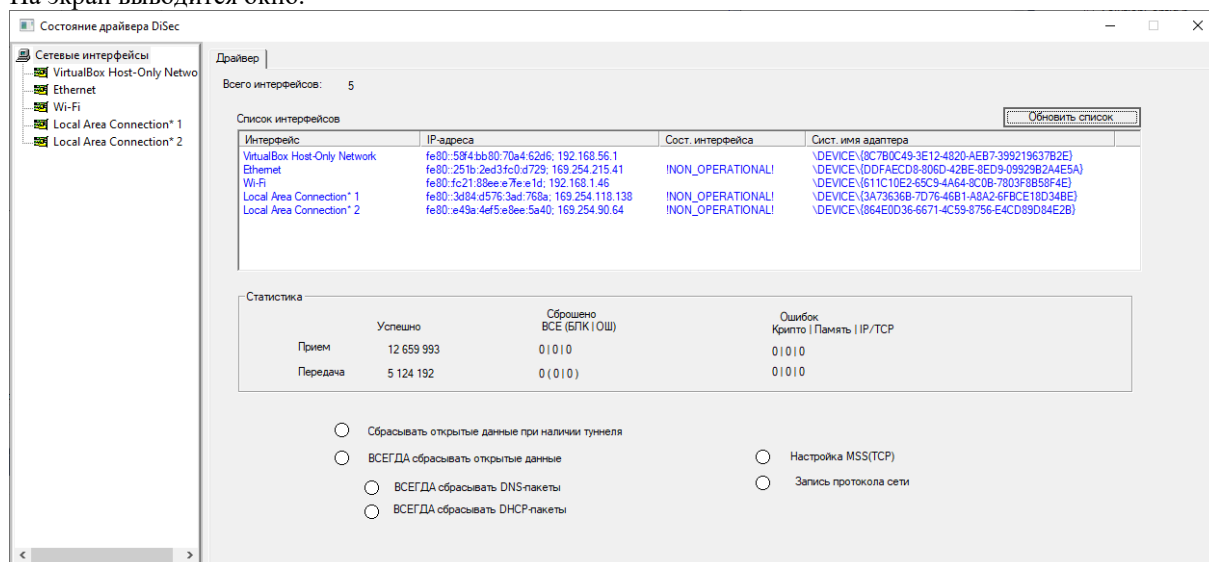 На экран выводится окно:
Состояние драйвера DiSec
Сетевые интерфейсы
VirtualBox Host-Only Netwo
Ethernet
Wi-Fi
Local Area Connection* 1
Local Area Connection* 2
Драйвер
Всего интерфейсов: 5
Список интерфейсов
Обновить список
Интерфейс IP-адреса Сост. интерфейса Сист. имя адаптера
VirtualBox Host-Only Network fe80::58f4:bb80:70a4:62d6; 192.168.56.1 \DEVICE\{8C7B0C49-3E12-4820-AEB7-399219637B2E}
Ethernet fe80::251b:2ed3:fc0:d729; 169.254.215.41 !NON_OPERATIONAL! \DEVICE\{DDFAECD8-806D-42BE-8ED9-09929B2A4E5A}
Wi-Fi fe80::fc21:88ee:e7fe:e1d; 192.168.1.46 \DEVICE\{611C10E2-65C9-4A64-8C0B-7803F8B58F4E}
Local Area Connection* 1 fe80::3d84:d576:3ad:768a; 169.254.118.138 !NON_OPERATIONAL! \DEVICE\{3A73636B-7D76-46B1-A8A2-6FBCE18D34BE}
Local Area Connection* 2 fe80::e49a:4ef5:e8ee:5a40; 169.254.90.64 !NON_OPERATIONAL! \DEVICE\{864E0D36-6671-4C59-8756-E4CD89D84E2B}
Статистика
Сброшено Ошибок
Успешно ВСЕ (БПК | ОШ) Крипто | Память | IP/TCP
Прием 12 659 993 0 | 0 | 0 0 | 0 | 0
Передача 5 124 192 0 ( 0 | 0 ) 0 | 0 | 0
Сбрасывать открытые данные при наличии туннеля
ВСЕГДА сбрасывать открытые данные Настройка MSS(TCP)
ВСЕГДА сбрасывать DNS-пакеты Запись протокола сети
ВСЕГДА сбрасывать DHCP-пакеты